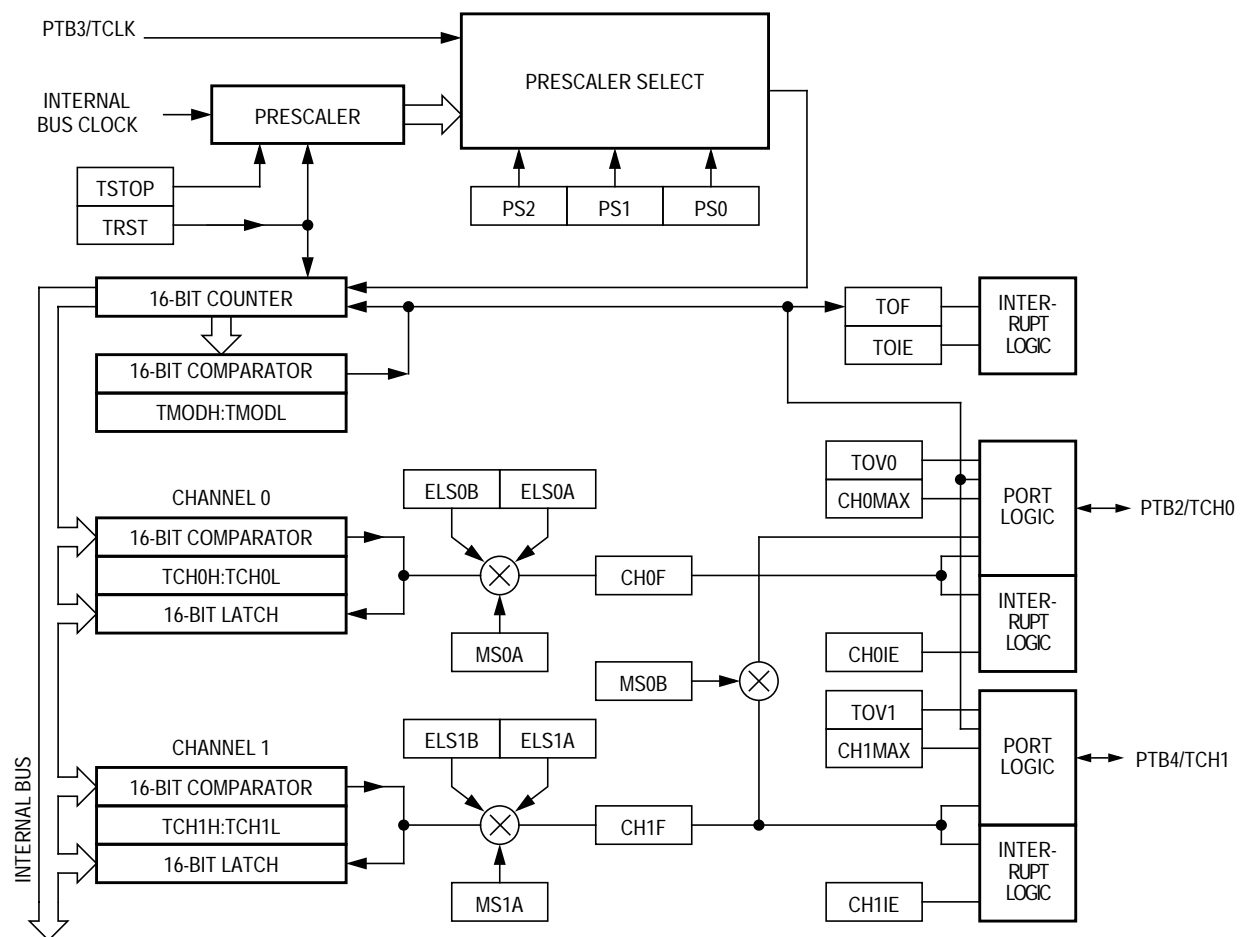 PTB3/TCLK
PRESCALER SELECT
INTERNAL
BUS CLOCK
PRESCALER
TSTOP
TRST
PS2
PS1
PS0
16-BIT COUNTER
16-BIT COMPARATOR
TMODH:TMODL
TOF
TOIE
INTER-
RUPT
LOGIC
CHANNEL 0
16-BIT COMPARATOR
TCH0H:TCH0L
16-BIT LATCH
ELS0B
ELS0A
MS0A
CH0F
TOV0
CH0MAX
PORT
LOGIC
PTB2/TCH0
INTER-
RUPT
LOGIC
CH0IE
MS0B
CHANNEL 1
16-BIT COMPARATOR
TCH1H:TCH1L
16-BIT LATCH
ELS1B
ELS1A
MS1A
CH1F
TOV1
CH1MAX
PORT
LOGIC
PTB4/TCH1
INTER-
RUPT
LOGIC
CH1IE
INTERNAL BUS